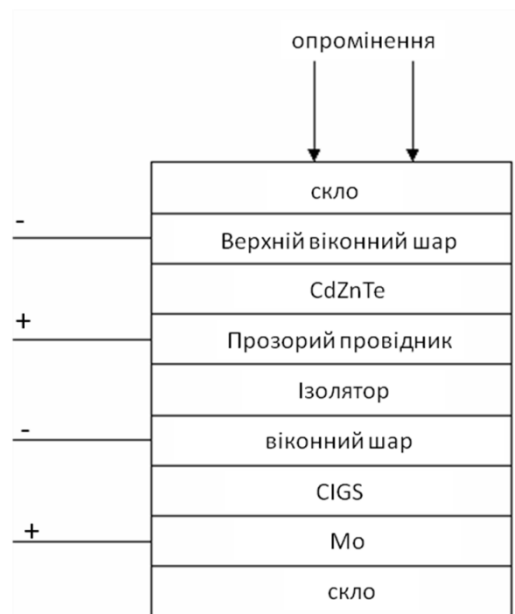 опромінення
скло
-
Верхній віконний шар
CdZnTe
+
Прозорий провідник
Ізолятор
-
віконний шар
CIGS
+
Mo
скло